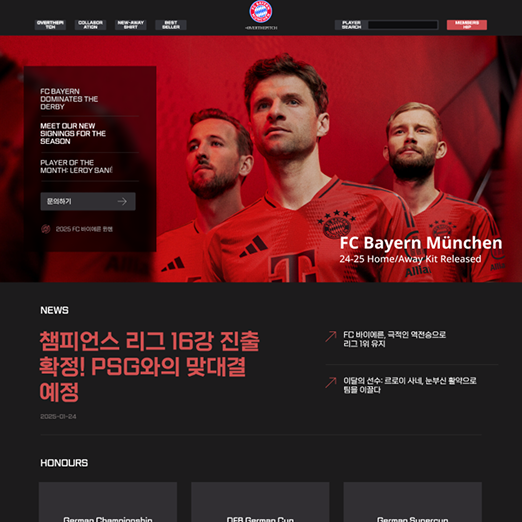 OVERTHEPI
TCH
COLLABOR
ATION
NEW-AWAY
SHIRT
BEST
SELLER
PLAYER
SEARCH
MEMBERS
HIP
FC BAYERN
DOMINATES THE
DERBY
MEET OUR NEW
SIGNINGS FOR THE
SEASON
PLAYER OF THE
MONTH: LEROY SANÉ
문의하기
2025 FC 바이에른 뮌헨
FC Bayern München
24-25 Home/Away Kit Released
NEWS
챔피언스 리그 16강 진출
확정! PSG와의 맞대결
예정
2025-01-24
FC 바이에른, 극적인 역전승으로
리그 1위 유지
이달의 선수: 르로이 사네, 눈부신 활약으로
팀을 이끌다
HONOURS
German Championship
DFB German Cup
German Supercup